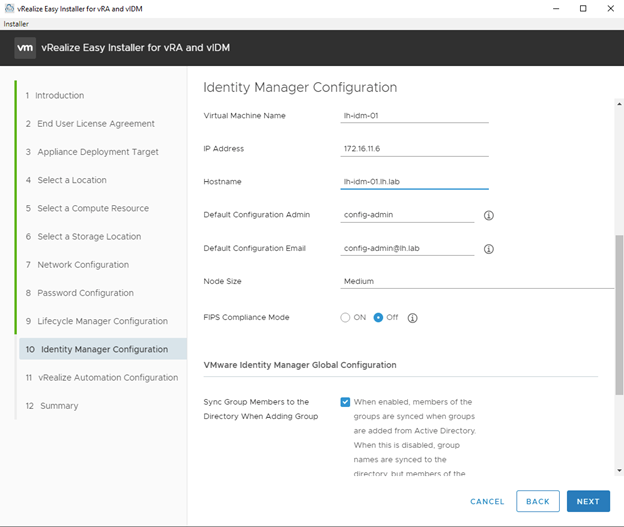 vRealize Easy Installer for vRA and vIDM
Installer
vm vRealize Easy Installer for vRA and vIDM
1 Introduction
2 End User License Agreement
3 Appliance Deployment Target
4 Select a Location
5 Select a Compute Resource
6 Select a Storage Location
7 Network Configuration
8 Password Configuration
9 Lifecycle Manager Configuration
10 Identity Manager Configuration
11 vRealize Automation Configuration
12 Summary
Identity Manager Configuration
Virtual Machine Name lh-idm-01
IP Address 172.16.11.6
Hostname lh-idm-01.lh.lab
Default Configuration Admin config-admin
Default Configuration Email config-admin@lh.lab
Node Size Medium
FIPS Compliance Mode ON Off
VMware Identity Manager Global Configuration
Sync Group Members to the
Directory When Adding Group
When enabled, members of the
groups are synced when groups
are added from Active Directory.
When this is disabled, group
names are synced to the
directory, but members of the
CANCEL BACK NEXT